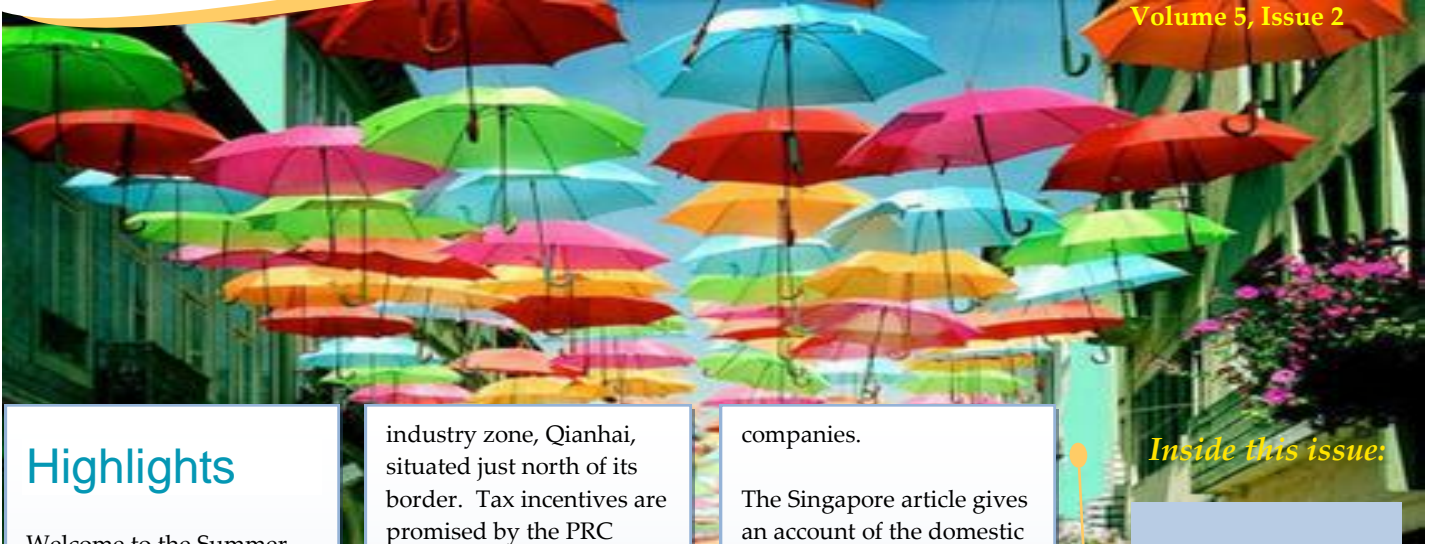 Volume 5, Issue 2
Highlights
Welcome to the Summer
industry zone, Qianhai,
situated just north of its
border. Tax incentives are
promised by the PRC
companies.
The Singapore article gives
an account of the domestic
Inside this issue: